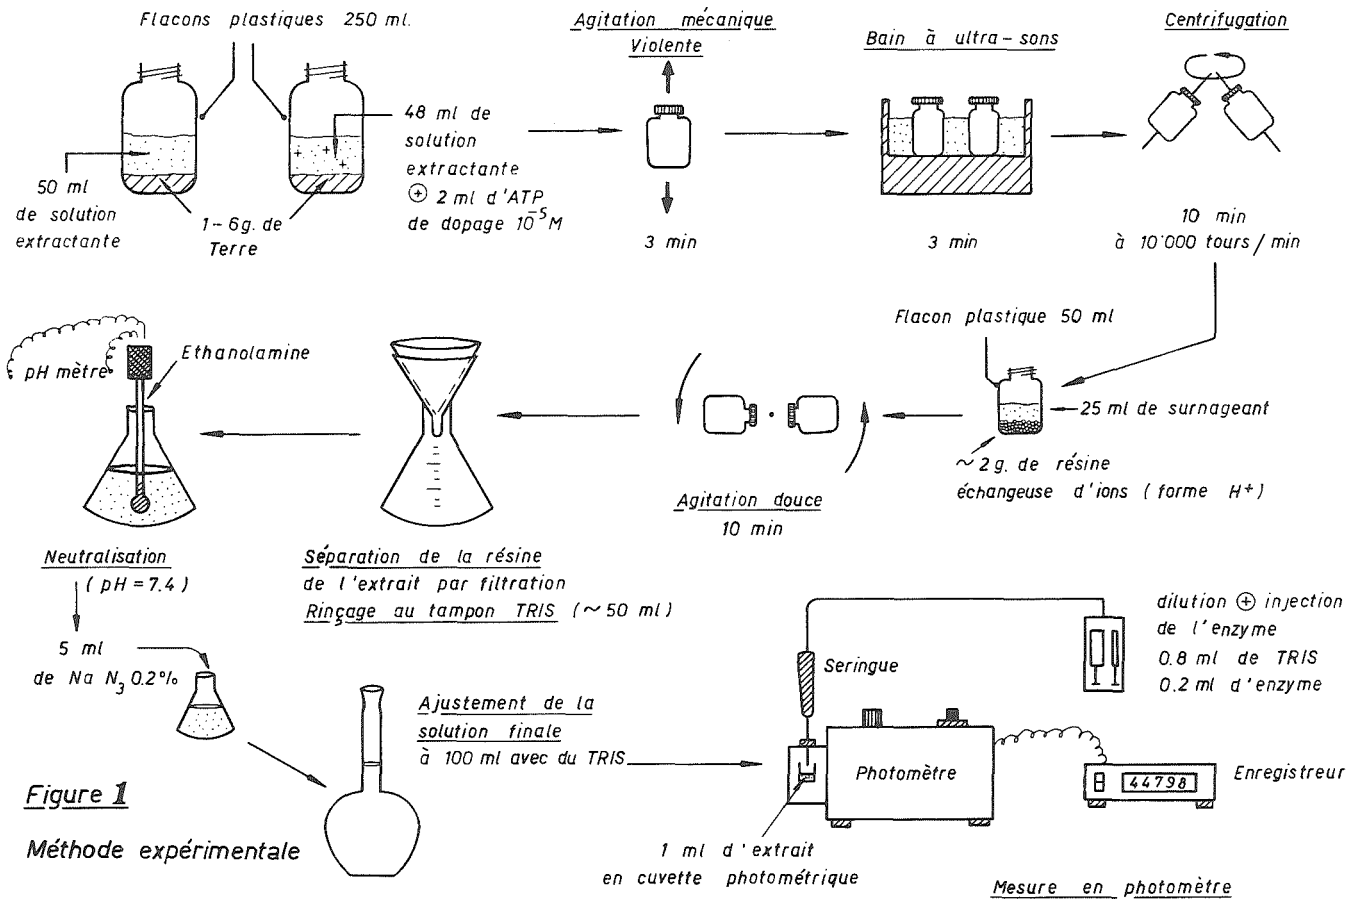 Flacons plastiques 250 ml.
50 ml
de solution
extractante
1-6g. de
Terre
48 ml de
solution
extractante
⊕ 2 ml d'ATP
de dopage 10⁻⁵M
Agitation mécanique
Violente
3 min
Bain à ultra-sons
3 min
Centrifugation
10 min
à 10'000 tours/min
Flacon plastique 50 ml
25 ml de surnageant
~2g. de résine
échangeuse d'ions (forme H+)
Agitation douce
10 min
Séparation de la résine
de l'extrait par filtration
Rinçage au tampon TRIS (~50 ml)
pH mètre
Ethanolamine
Neutralisation
(pH = 7.4)
5 ml
de Na N₃ 0.2%
Ajustement de la
solution finale
à 100 ml avec du TRIS
Seringue
dilution ⊕ injection
de l'enzyme
0.8 ml de TRIS
0.2 ml d'enzyme
Photomètre
44798
Enregistreur
1 ml d'extrait
en cuvette photométrique
Mesure en photomètre
Figure 1
Méthode expérimentale